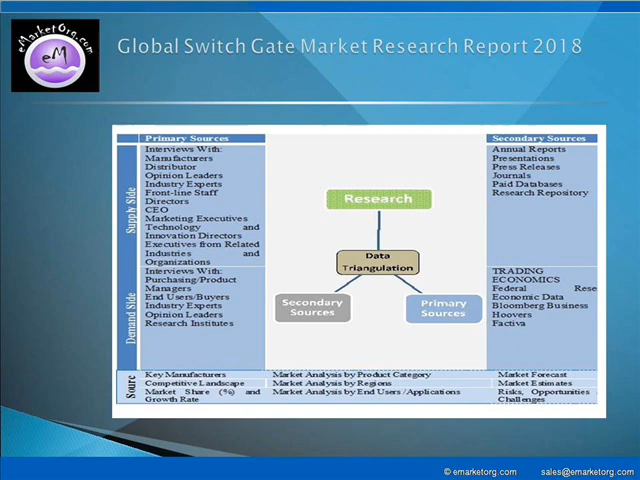 eMarketOrg.com
eM
Global Switch Gate Market Research Report 2018
Primary Sources
Secondary Sources
Supply Side
Interviews With:
Manufacturers
Distributor
Opinion Leaders
Industry Experts
Front-line Staff
Directors
CEO
Marketing Executives
Technology and
Innovation Directors
Executives from Related
Industries and
Organizations
Annual Reports
Presentations
Press Releases
Journals
Paid Databases
Research Repository
Research
Data
Triangulation
Secondary
Sources
Primary
Sources
Demand Side
Interviews With:
Purchasing/Product
Managers
End Users/Buyers
Industry Experts
Opinion Leaders
Research Institutes
TRADING
ECONOMICS
Federal Rese
Economic Data
Bloomberg Business
Hoovers
Factiva
Sourc
Key Manufacturers
Competitive Landscape
Market Share (%) and
Growth Rate
Market Analysis by Product Category
Market Analysis by Regions
Market Analysis by End Users /Applications
Market Forecast
Market Estimates
Risks, Opportunities
Challenges
© emarketorg.com
sales@emarketorg.com